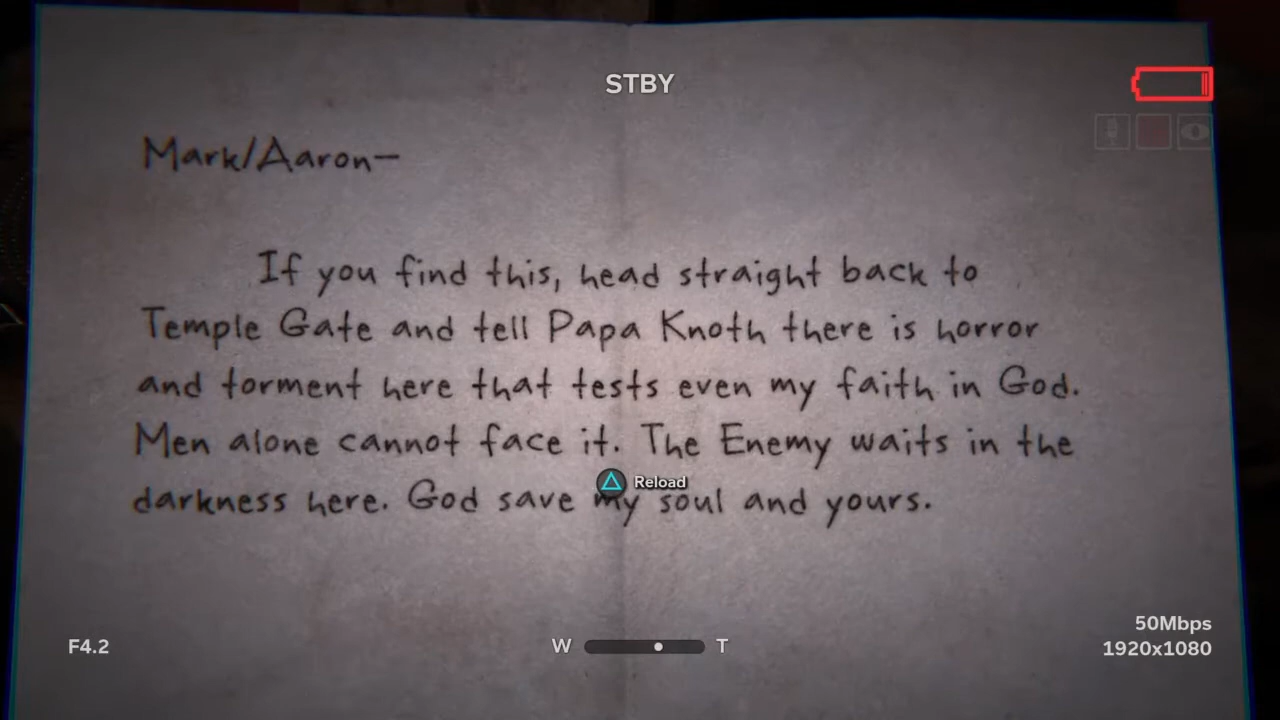 STBY
Mark/Aaron—
If you find this, head straight back to
Temple Gate and tell Papa Knoth there is horror
and torment here that tests even my faith in God.
Men alone cannot face it. The Enemy waits in the
Reload
darkness here. God save my soul and yours.
50Mbps
F4.2 W T 1920x1080